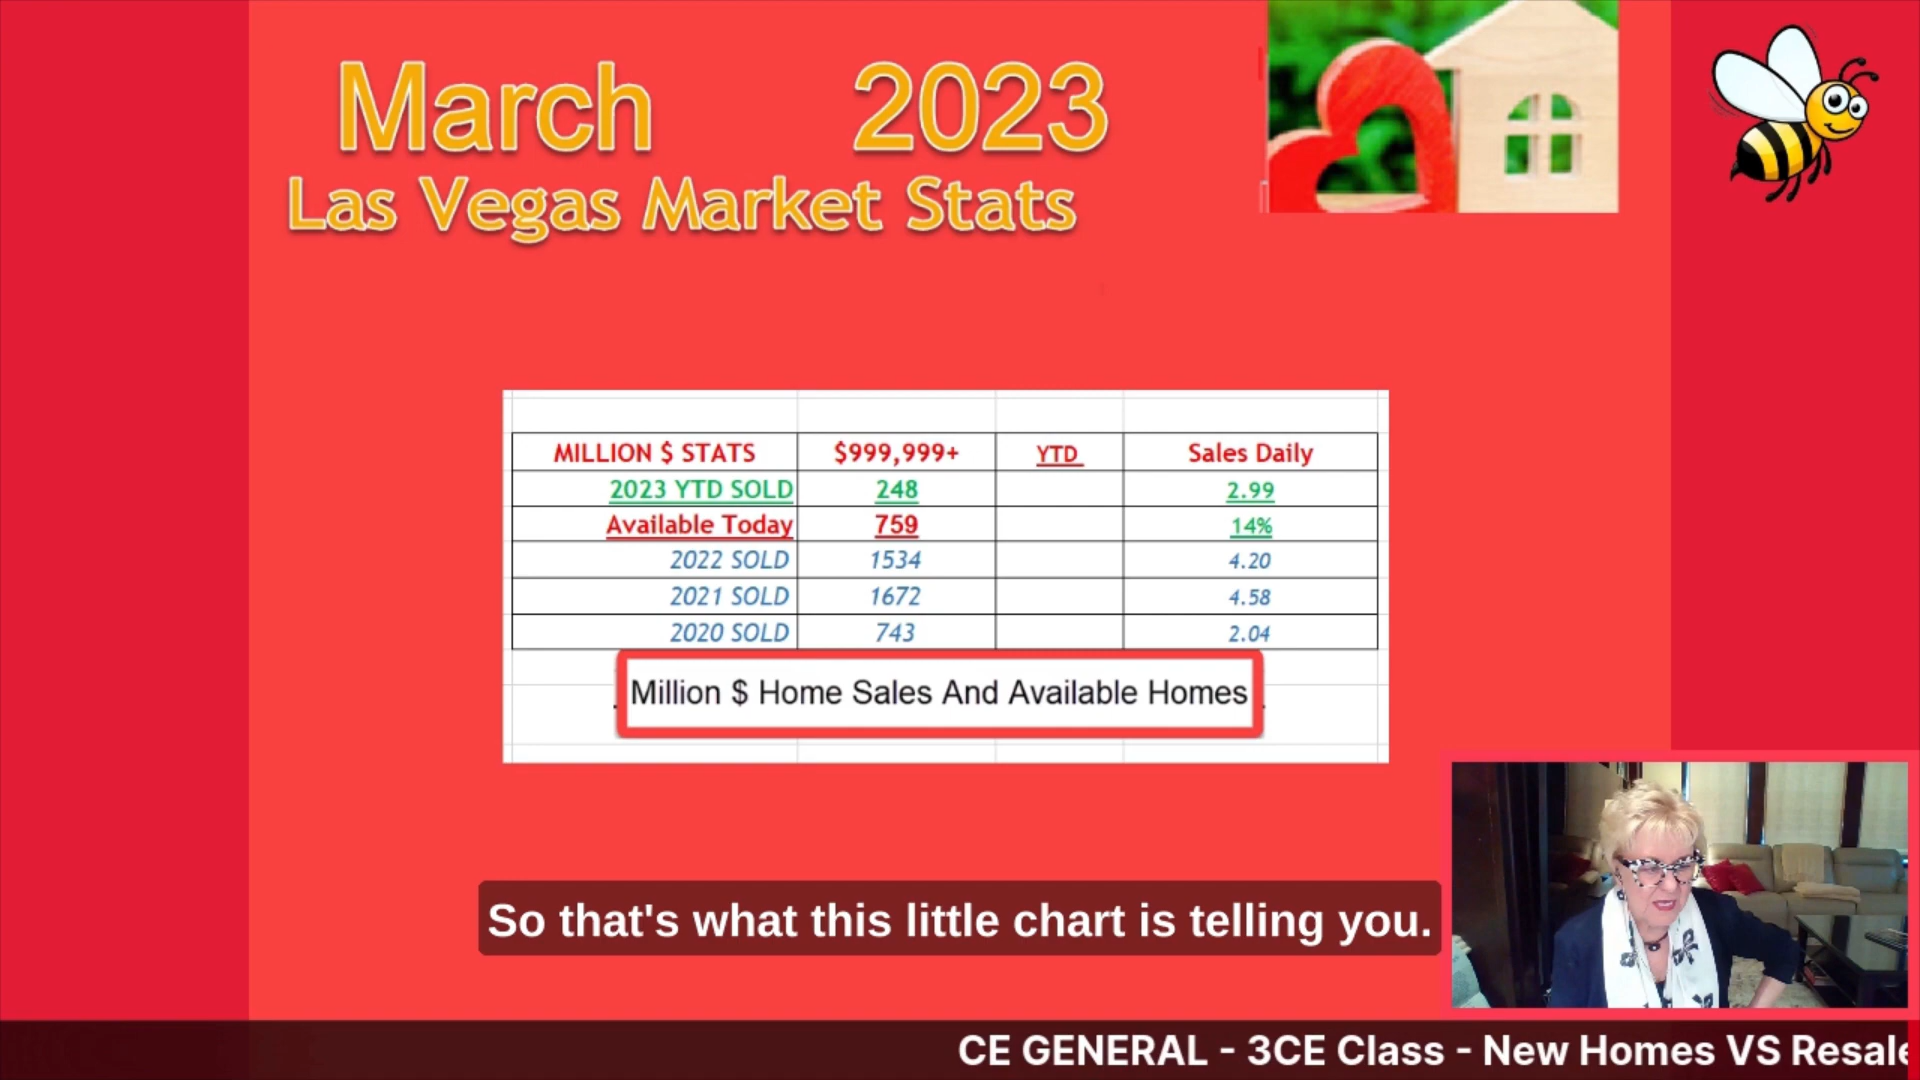 March 2023
Las Vegas Market Stats
MILLION $ STATS $999,999+ YTD Sales Daily
2023 YTD SOLD 248 2.99
Available Today 759 14%
2022 SOLD 1534 4.20
2021 SOLD 1672 4.58
2020 SOLD 743 2.04
Million $ Home Sales And Available Homes
So that's what this little chart is telling you.
CE GENERAL - 3CE Class - New Homes VS Resale